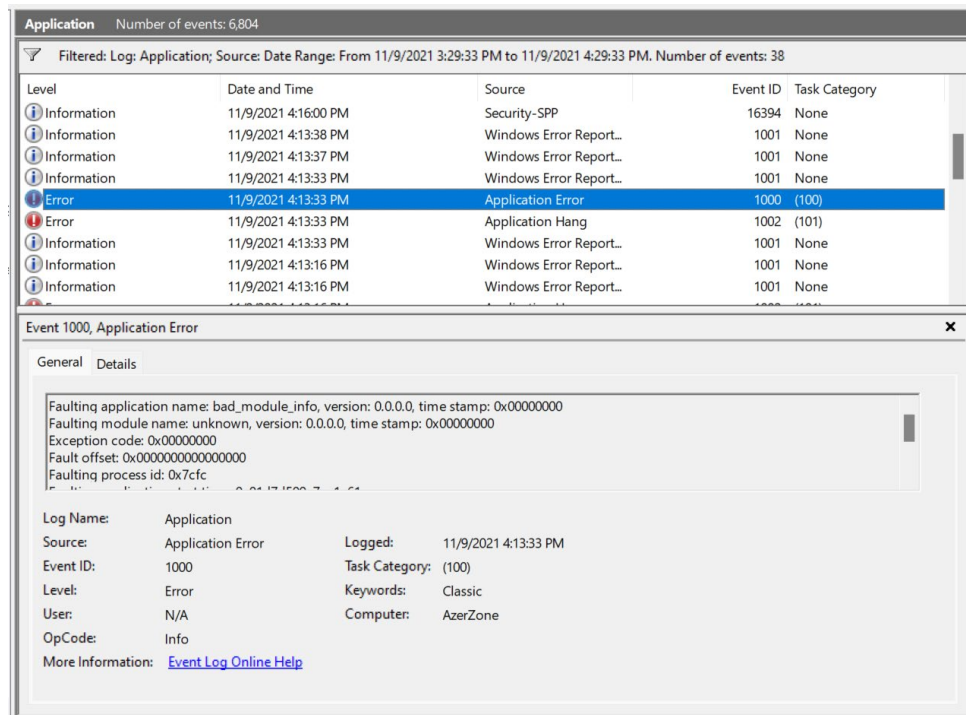 Application Number of events: 6,804
Filtered: Log: Application; Source: Date Range: From 11/9/2021 3:29:33 PM to 11/9/2021 4:29:33 PM. Number of events: 38
Level Date and Time Source Event ID Task Category
Information 11/9/2021 4:16:00 PM Security-SPP 16394 None
Information 11/9/2021 4:13:38 PM Windows Error Report... 1001 None
Information 11/9/2021 4:13:37 PM Windows Error Report... 1001 None
Information 11/9/2021 4:13:33 PM Windows Error Report... 1001 None
Error 11/9/2021 4:13:33 PM Application Error 1000 (100)
Error 11/9/2021 4:13:33 PM Application Hang 1002 (101)
Information 11/9/2021 4:13:33 PM Windows Error Report... 1001 None
Information 11/9/2021 4:13:16 PM Windows Error Report... 1001 None
Information 11/9/2021 4:13:16 PM Windows Error Report... 1001 None
Event 1000, Application Error
General Details
Faulting application name: bad_module_info, version: 0.0.0.0, time stamp: 0x00000000
Faulting module name: unknown, version: 0.0.0.0, time stamp: 0x00000000
Exception code: 0x00000000
Fault offset: 0x0000000000000000
Faulting process id: 0x7cfc
Log Name: Application
Source: Application Error Logged: 11/9/2021 4:13:33 PM
Event ID: 1000 Task Category: (100)
Level: Error Keywords: Classic
User: N/A Computer: AzerZone
OpCode: Info
More Information: Event Log Online Help